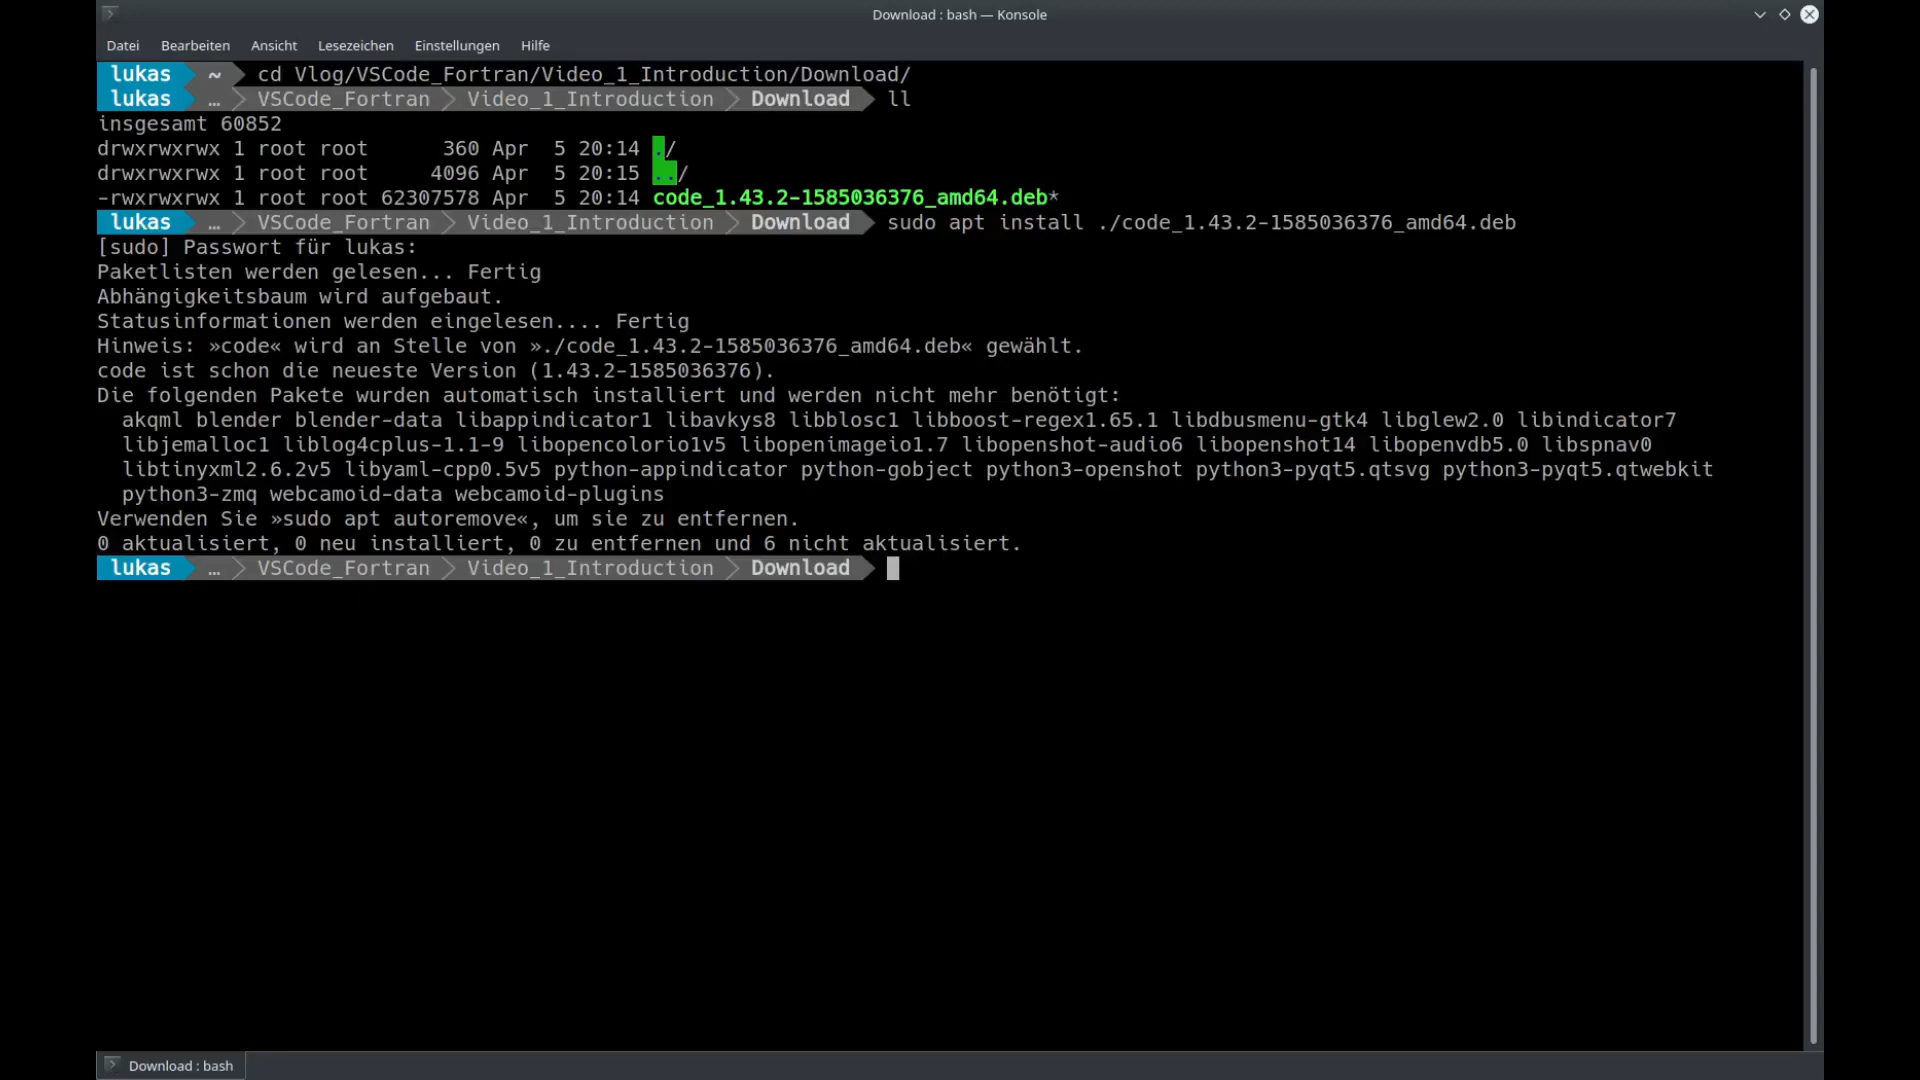 Download : bash — Konsole
Datei Bearbeiten Ansicht Lesezeichen Einstellungen Hilfe
lukas ~ cd Vlog/VSCode_Fortran/Video_1_Introduction/Download/
lukas … VSCode_Fortran Video_1_Introduction Download ll
insgesamt 60852
drwxrwxrwx 1 root root 360 Apr 5 20:14 ./
drwxrwxrwx 1 root root 4096 Apr 5 20:15 ../
-rwxrwxrwx 1 root root 62307578 Apr 5 20:14 code_1.43.2-1585036376_amd64.deb*
lukas … VSCode_Fortran Video_1_Introduction Download sudo apt install ./code_1.43.2-1585036376_amd64.deb
[sudo] Passwort für lukas:
Paketlisten werden gelesen... Fertig
Abhängigkeitsbaum wird aufgebaut.
Statusinformationen werden eingelesen.... Fertig
Hinweis: »code« wird an Stelle von »./code_1.43.2-1585036376_amd64.deb« gewählt.
code ist schon die neueste Version (1.43.2-1585036376).
Die folgenden Pakete wurden automatisch installiert und werden nicht mehr benötigt:
akqml blender blender-data libappindicator1 libavkys8 libblosc1 libboost-regex1.65.1 libdbusmenu-gtk4 libglew2.0 libindicator7
libjemalloc1 liblog4cplus-1.1-9 libopencolorio1v5 libopenimageio1.7 libopenshot-audio6 libopenshot14 libopenvdb5.0 libspnav0
libtinyxml2.6.2v5 libyaml-cpp0.5v5 python-appindicator python-gobject python3-openshot python3-pyqt5.qtsvg python3-pyqt5.qtwebkit
python3-zmq webcamoid-data webcamoid-plugins
Verwenden Sie »sudo apt autoremove«, um sie zu entfernen.
0 aktualisiert, 0 neu installiert, 0 zu entfernen und 6 nicht aktualisiert.
lukas … VSCode_Fortran Video_1_Introduction Download
Download : bash